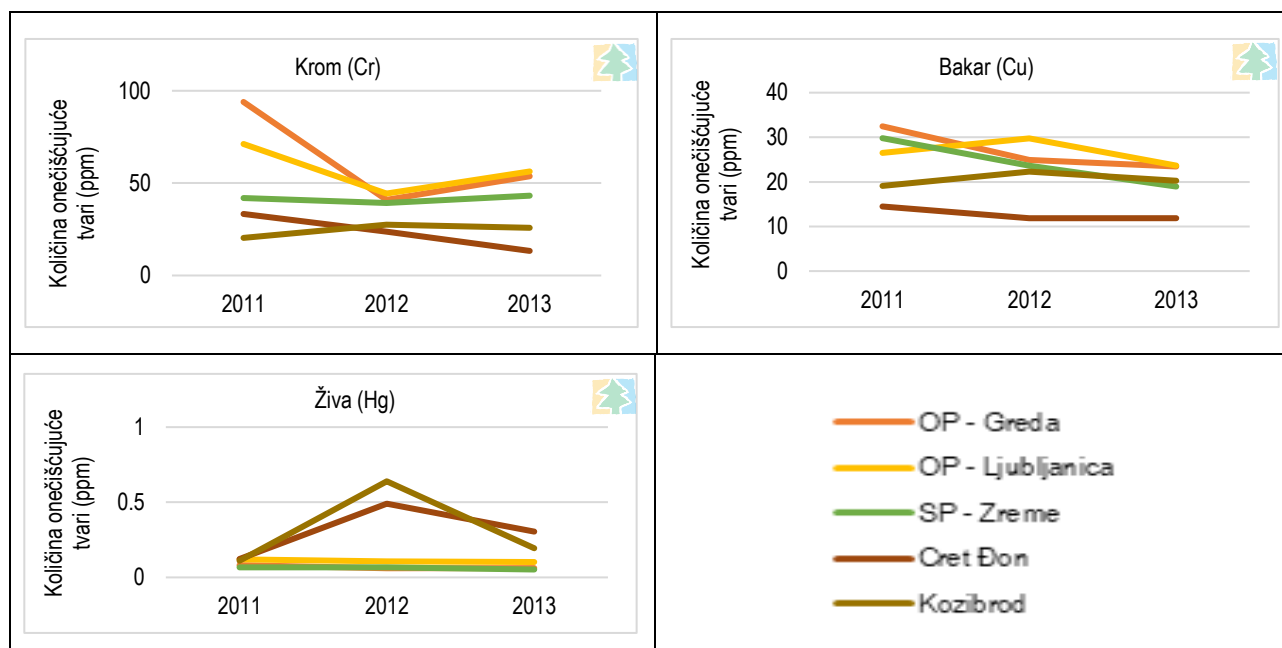 Krom (Cr)
Količina onečišćujuće
tvari (ppm)
100
50
0
2011 2012 2013
Bakar (Cu)
Količina onečišćujuće
tvari (ppm)
40
30
20
10
0
2011 2012 2013
Živa (Hg)
Količina onečišćujuće
tvari (ppm)
1
0.5
0
2011 2012 2013
OP - Greda
OP - Ljubljanica
SP - Zreme
Cret Đon
Kozibrod